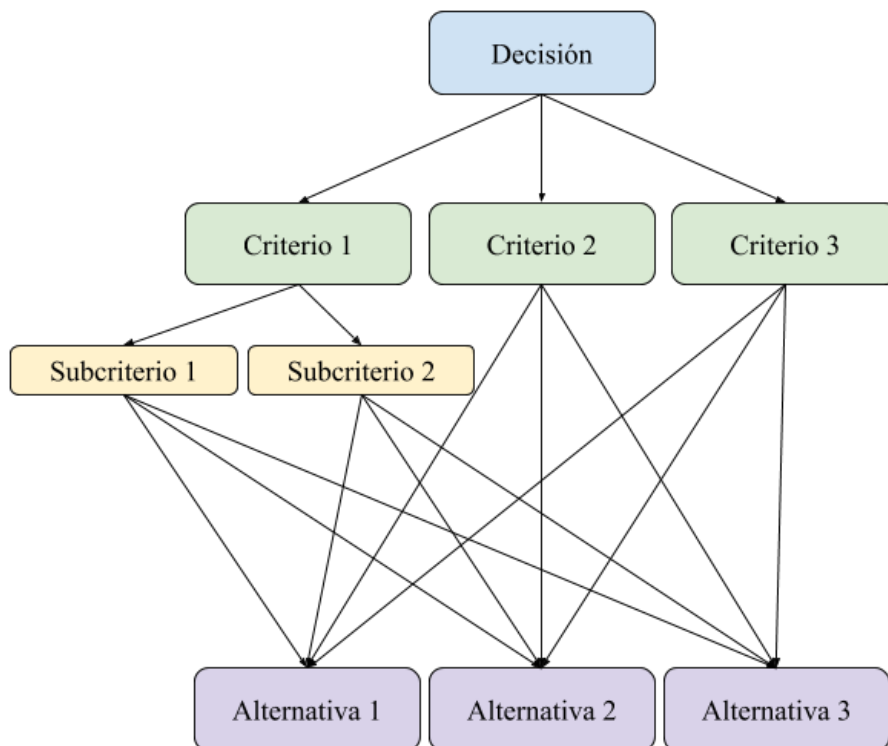 Decisión
Criterio 1
Criterio 2
Criterio 3
Subcriterio 1
Subcriterio 2
Alternativa 1
Alternativa 2
Alternativa 3